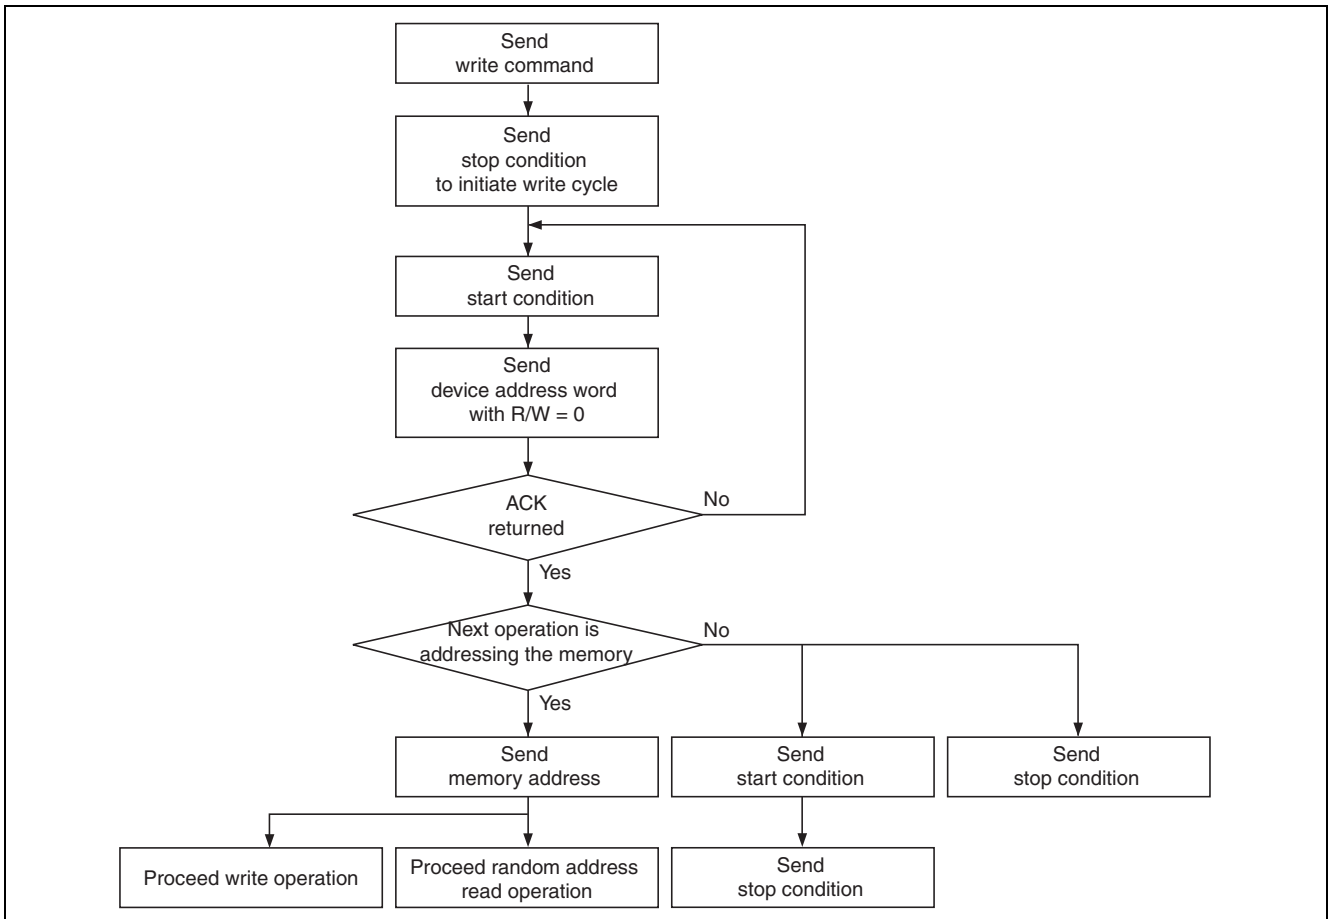 Send
write command
Send
stop condition
to initiate write cycle
Send
start condition
Send
device address word
with R/W = 0
ACK
returned
No
Yes
Next operation is
addressing the memory
No
Yes
Send
memory address
Send
start condition
Send
stop condition
Proceed write operation
Proceed random address
read operation
Send
stop condition